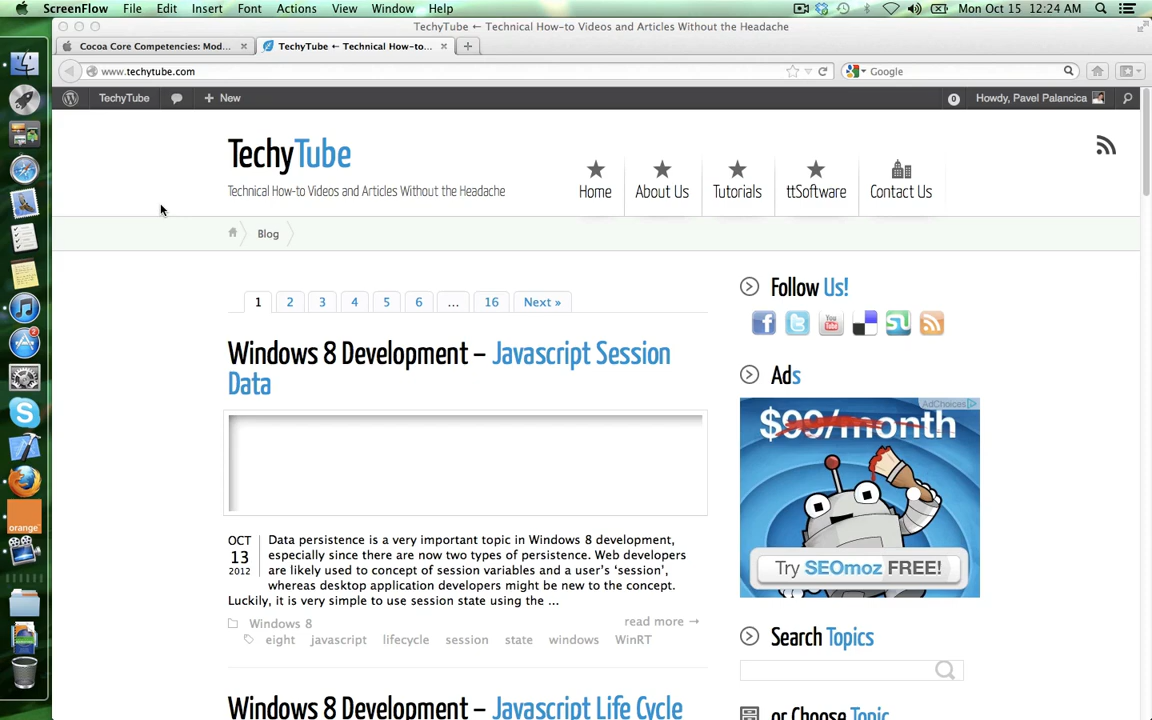 ScreenFlow File Edit Insert Font Actions View Window Help Mon Oct 15 12:24 AM
TechyTube ← Technical How-to Videos and Articles Without the Headache
Cocoa Core Competencies: Mod... TechyTube ← Technical How-to...
www.techytube.com Google
TechyTube New 0 Howdy, Pavel Palancica
TechyTube
Technical How-to Videos and Articles Without the Headache
Home About Us Tutorials ttSoftware Contact Us
Blog
1 2 3 4 5 6 ... 16 Next »
Windows 8 Development – Javascript Session
Data
OCT
13
2012
Data persistence is a very important topic in Windows 8 development,
especially since there are now two types of persistence. Web developers
are likely used to concept of session variables and a user's 'session',
whereas desktop application developers might be new to the concept.
Luckily, it is very simple to use session state using the ...
Windows 8 read more →
eight javascript lifecycle session state windows WinRT
Windows 8 Development – Javascript Life Cycle
Follow Us!
You
Tube
Ads
AdChoices
$99/month
Try SEOmoz FREE!
Search Topics
or Choose Topic
7
orange